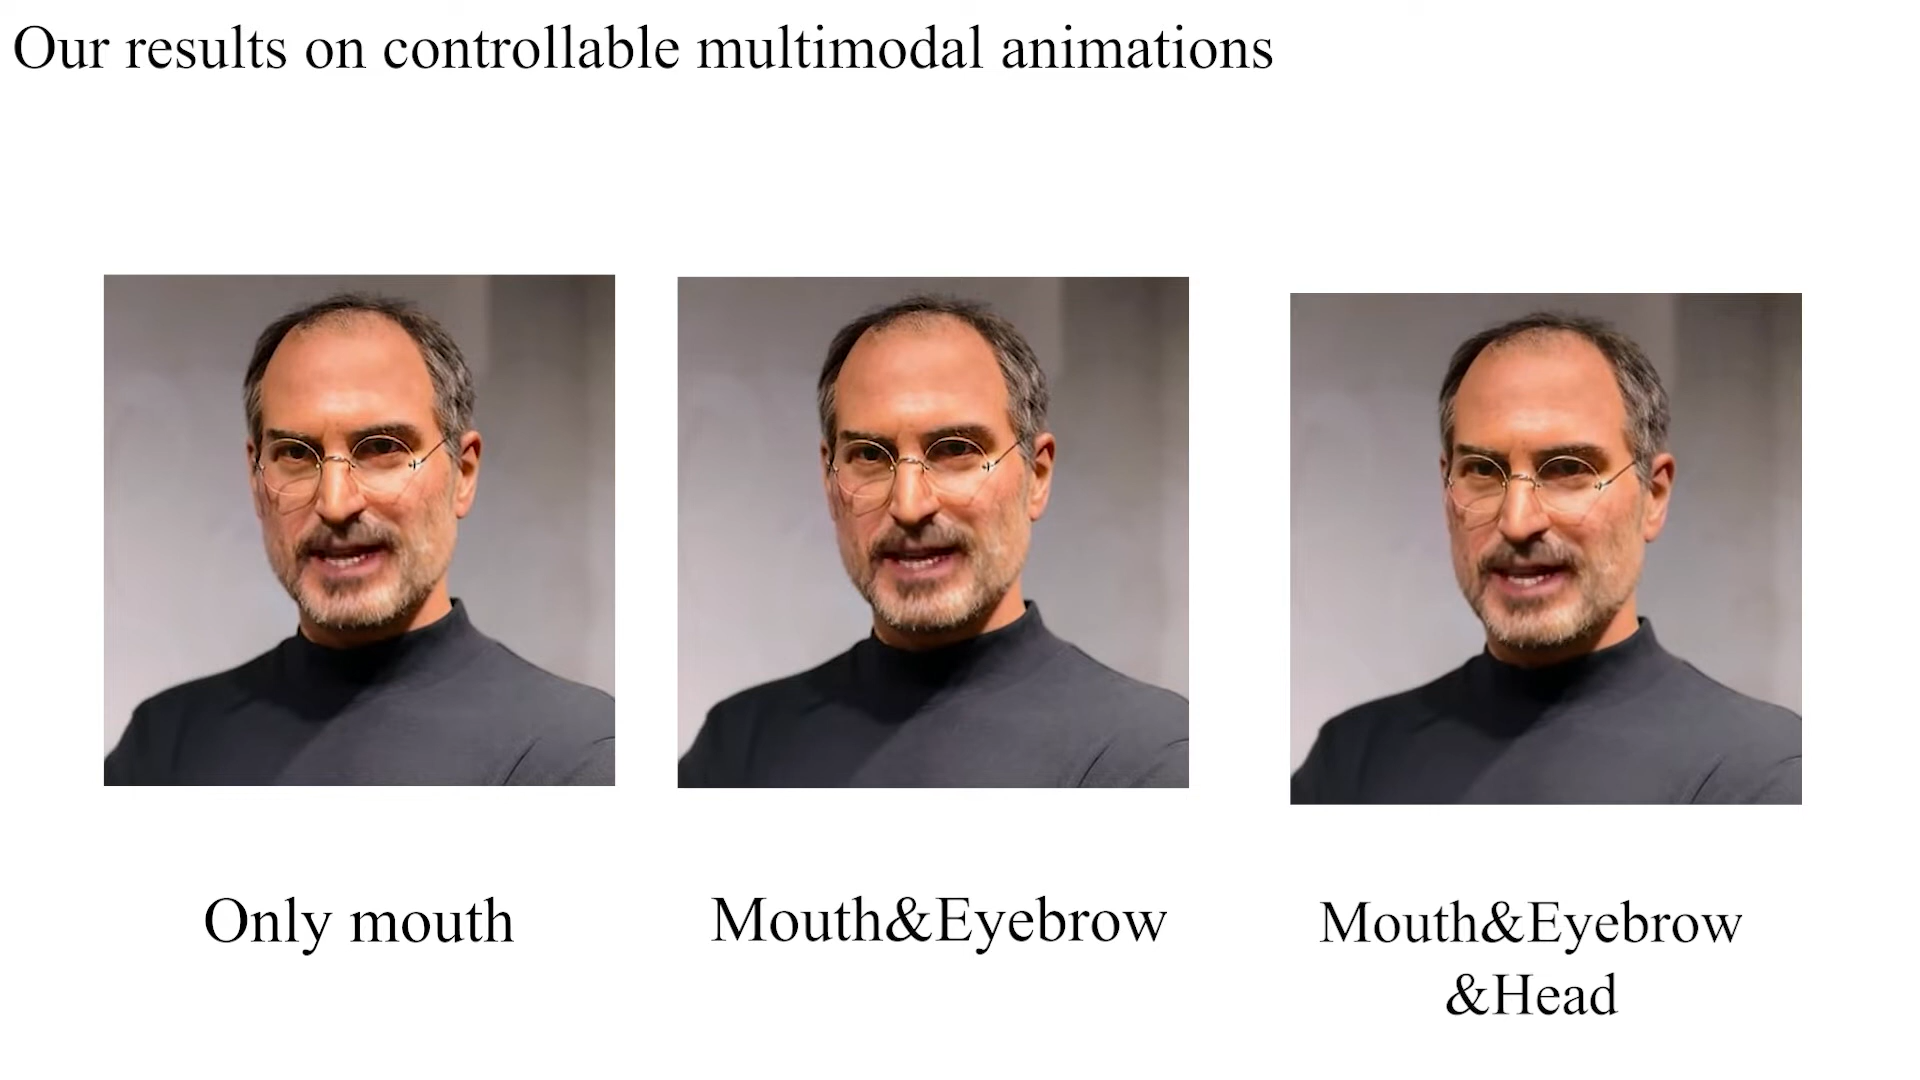 Our results on controllable multimodal animations
Only mouth
Mouth&Eyebrow
Mouth&Eyebrow
&Head